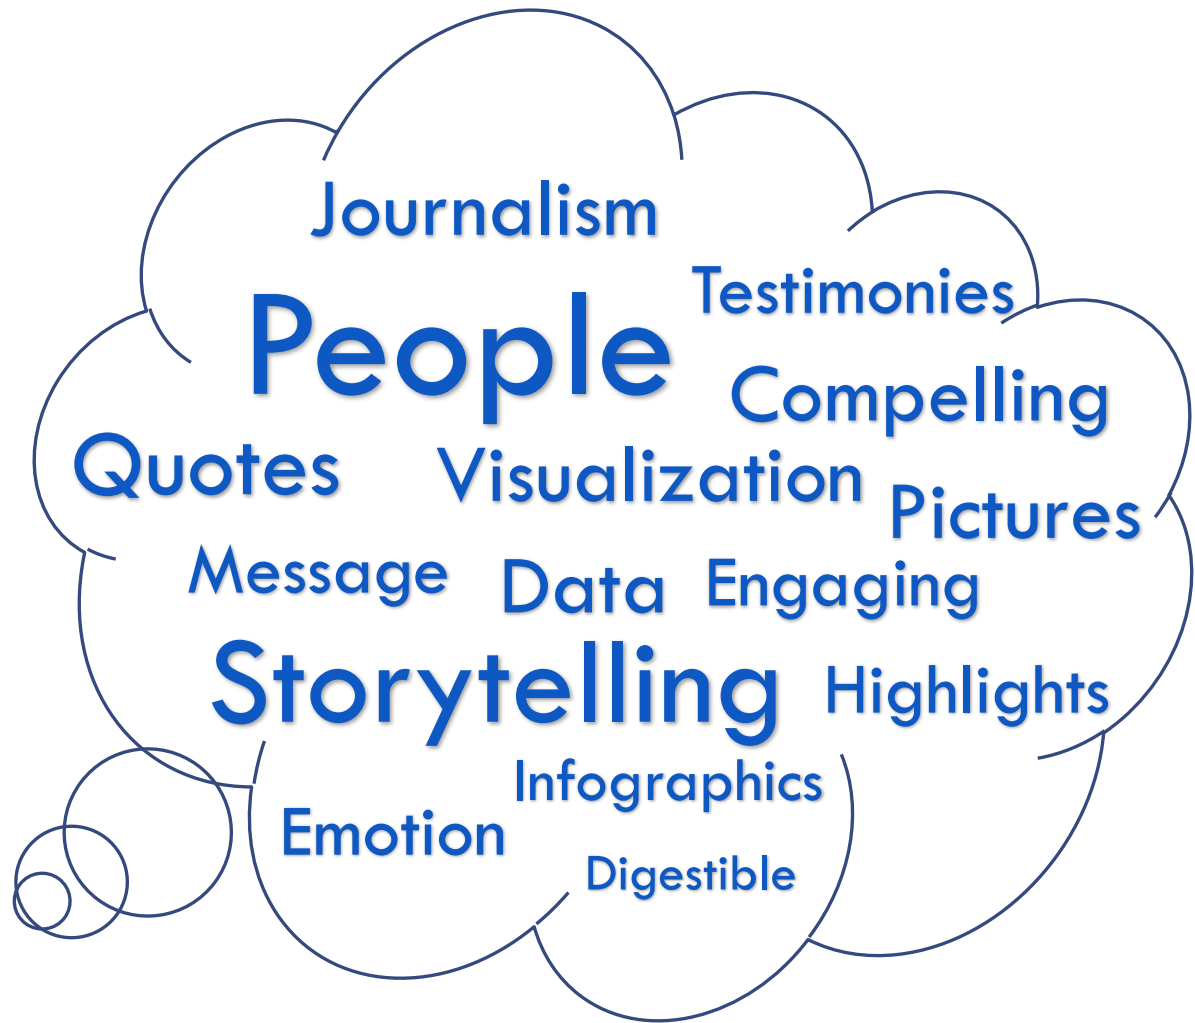 Journalism
Testimonies
People
Compelling
Quotes
Visualization
Pictures
Message
Data
Engaging
Storytelling
Highlights
Infographics
Emotion
Digestible